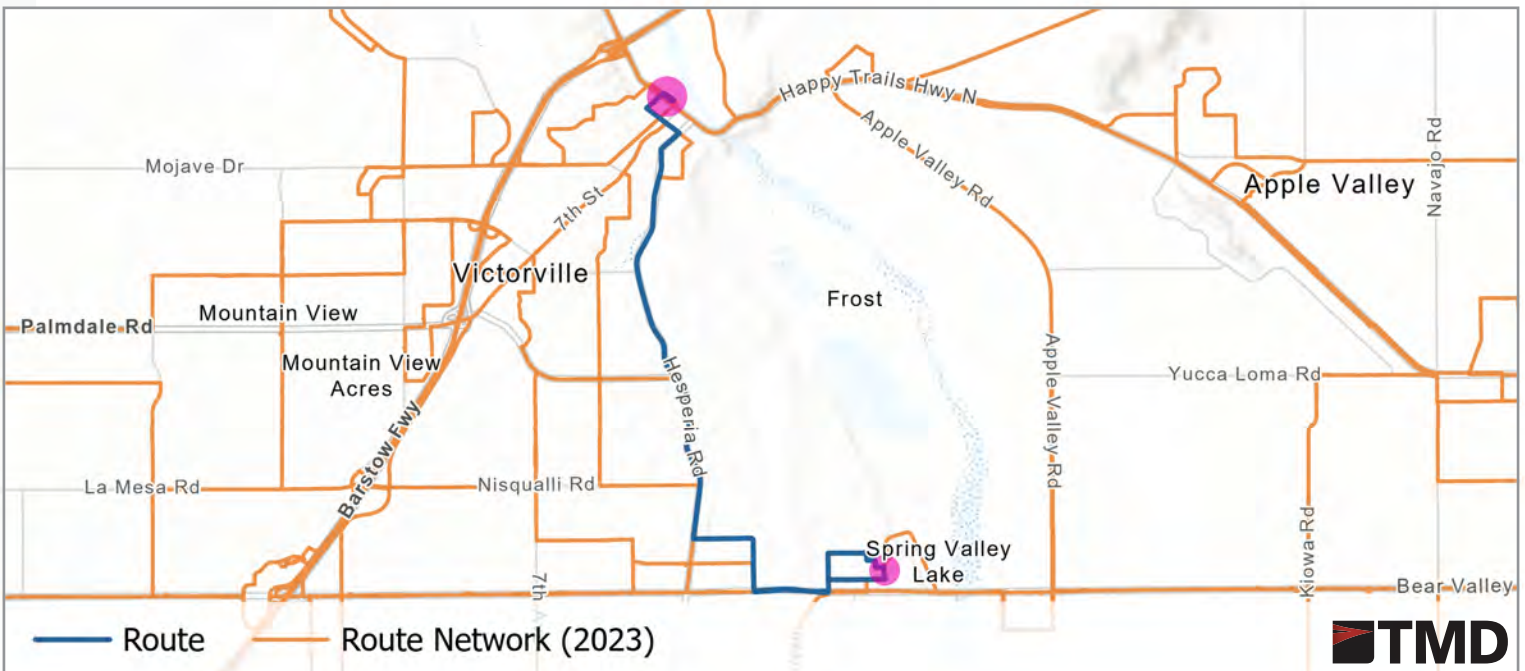 Happy Trails Hwy N
Mojave Dr
7th St
Apple Valley Rd
Apple Valley
Navajo Rd
Victorville
Frost
Mountain View
Palmdale Rd
Mountain View
Acres
Hesperia Rd
Apple Valley Rd
Yucca Loma Rd
Barstow Fwy
La Mesa Rd
Nisqualli Rd
Kiowa Rd
Spring Valley
Lake
7th
Bear Valley
Route
Route Network (2023)
TMD